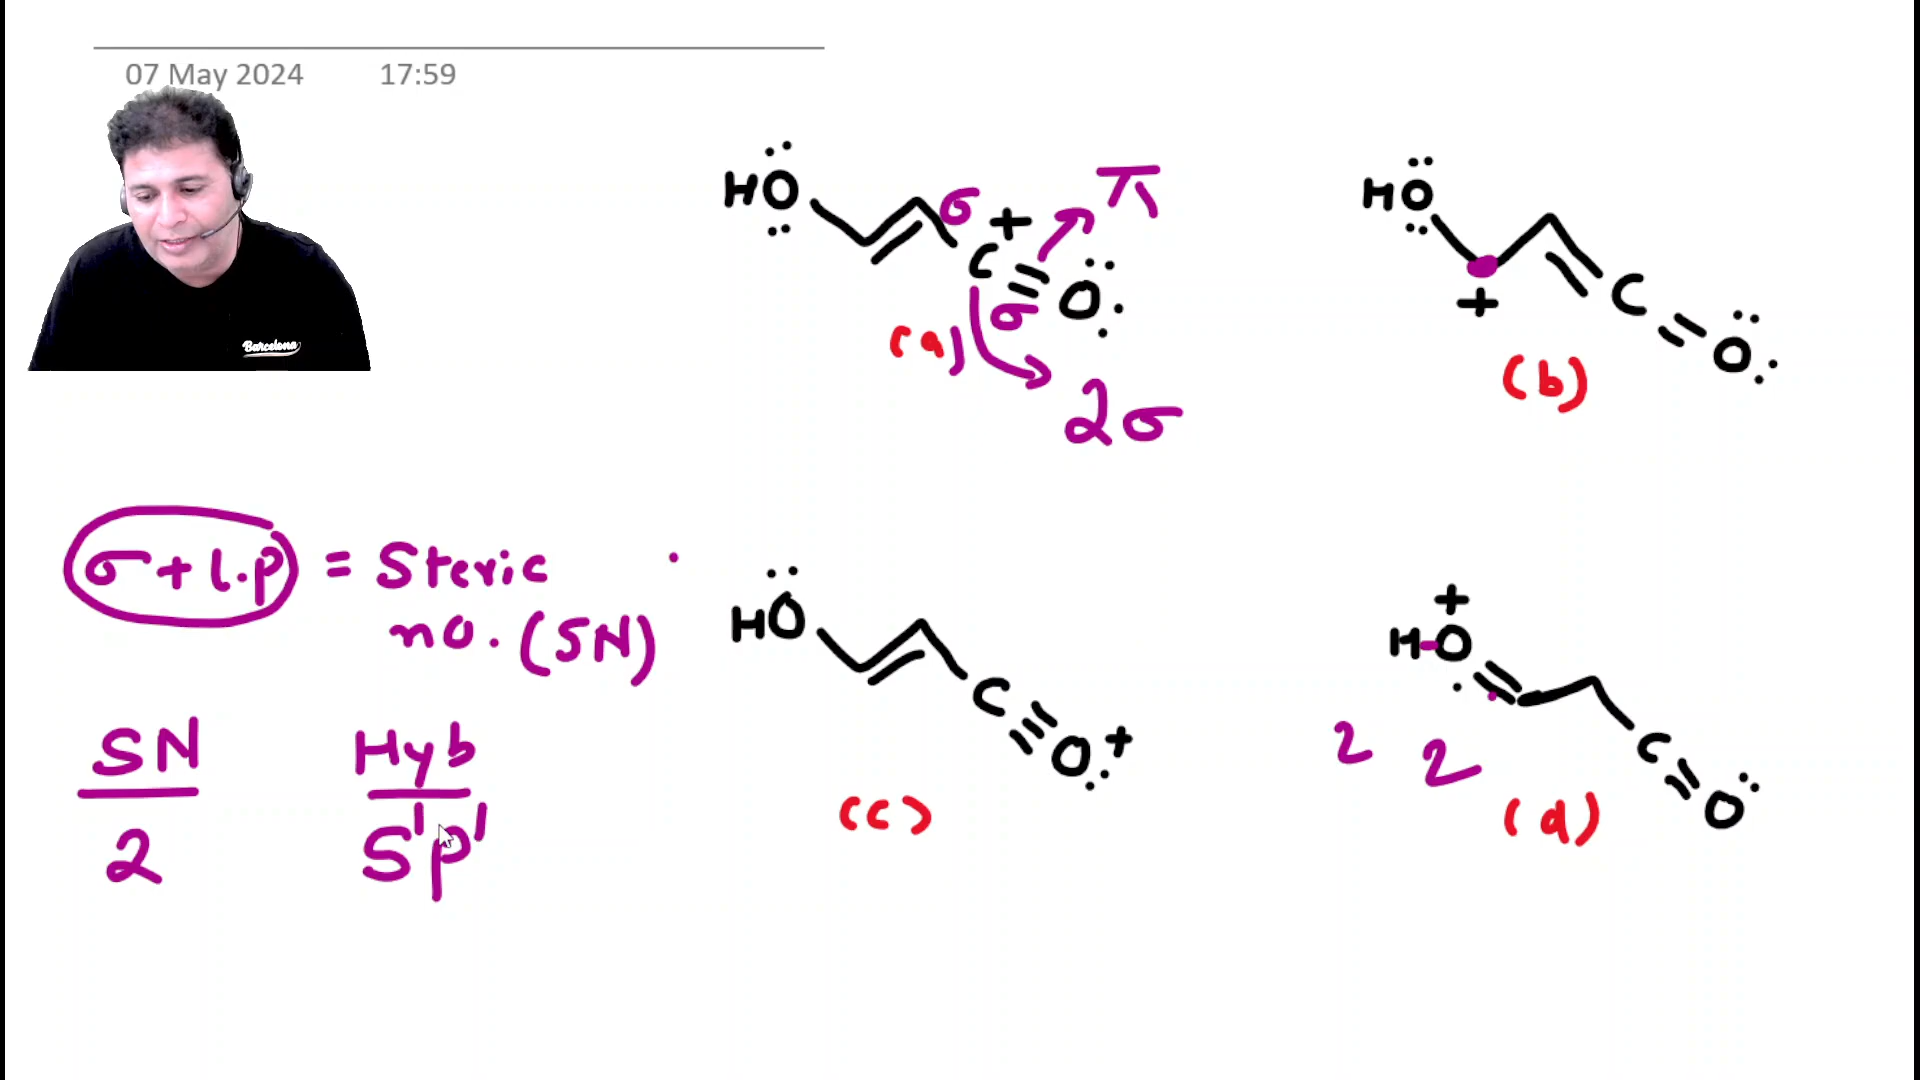 07 May 2024 17:59
Barcelona
HO
σ
+
π
C
O
σ
(a)
2σ
HO
+
C
O
(b)
σ + l.p = Steric
no. (SN)
SN Hyb
2 S¹p¹
HO
C
O
+
(c)
+
H-O
C
O
2 2
(d)